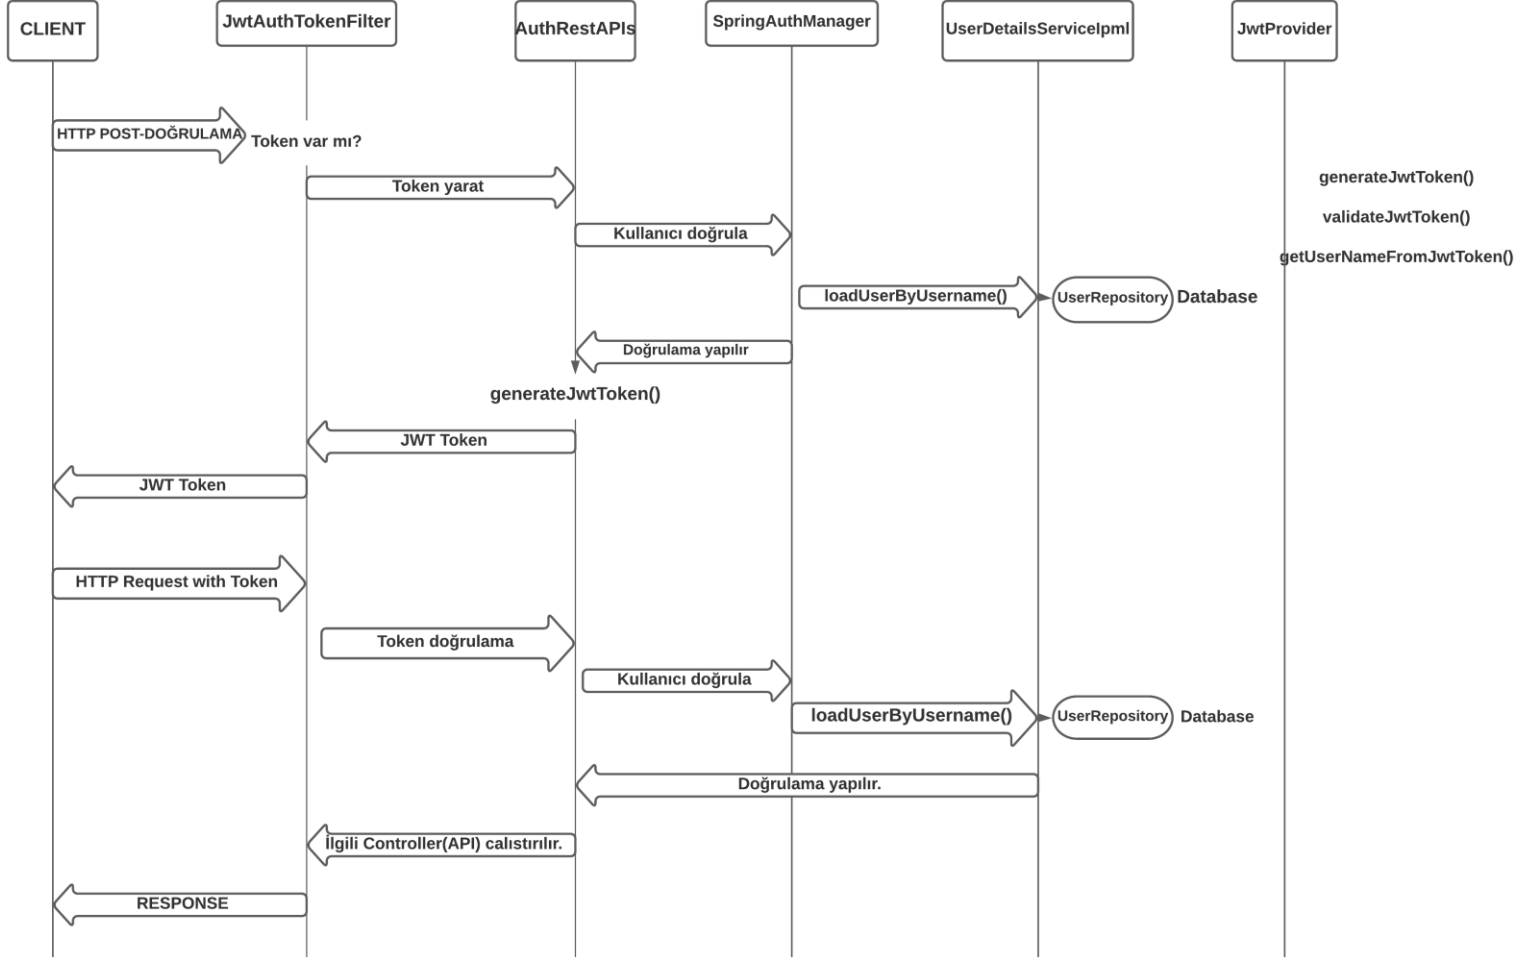 CLIENT
JwtAuthTokenFilter
AuthRestAPIs
SpringAuthManager
UserDetailsServiceIpml
JwtProvider
HTTP POST-DOĞRULAMA
Token var mı?
Token yarat
generateJwtToken()
validateJwtToken()
Kullanıcı doğrula
getUserNameFromJwtToken()
loadUserByUsername()
UserRepository
Database
Doğrulama yapılır
generateJwtToken()
JWT Token
JWT Token
HTTP Request with Token
Token doğrulama
Kullanıcı doğrula
loadUserByUsername()
UserRepository
Database
Doğrulama yapılır.
İlgili Controller(API) calıstırılır.
RESPONSE